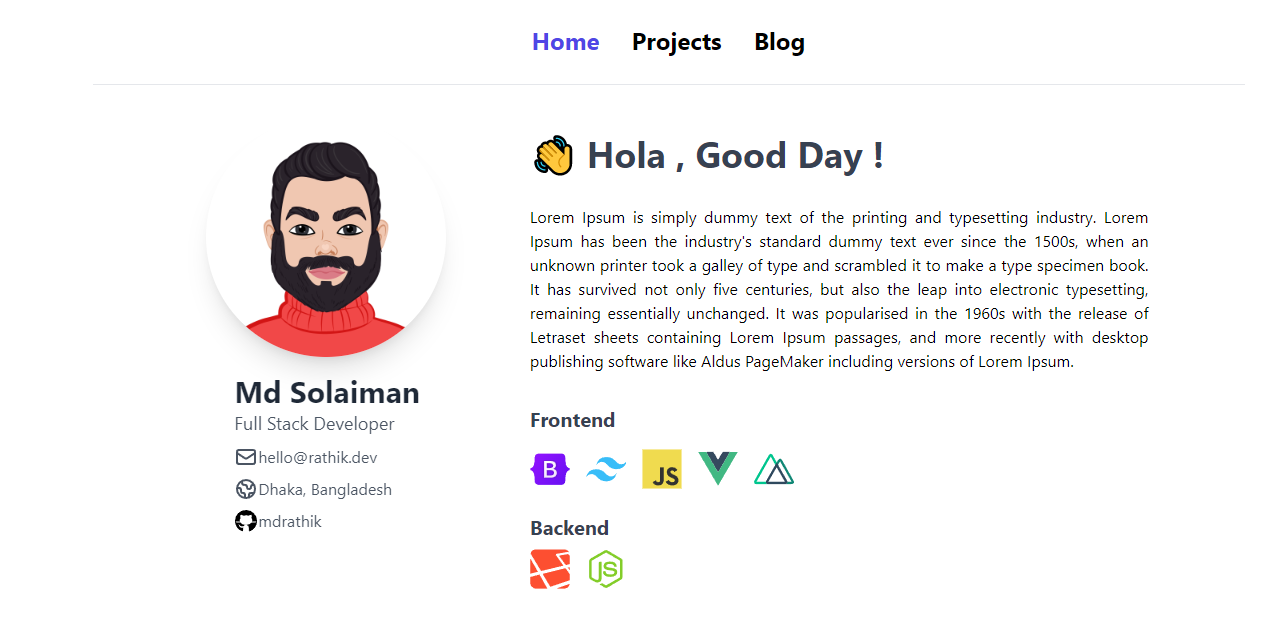 Home Projects Blog
Hola , Good Day !
Lorem Ipsum is simply dummy text of the printing and typesetting industry. Lorem
Ipsum has been the industry's standard dummy text ever since the 1500s, when an
unknown printer took a galley of type and scrambled it to make a type specimen book.
It has survived not only five centuries, but also the leap into electronic typesetting,
remaining essentially unchanged. It was popularised in the 1960s with the release of
Letraset sheets containing Lorem Ipsum passages, and more recently with desktop
publishing software like Aldus PageMaker including versions of Lorem Ipsum.
Md Solaiman
Full Stack Developer
hello@rathik.dev
Dhaka, Bangladesh
mdrathik
Frontend
B
JS
Backend
JS